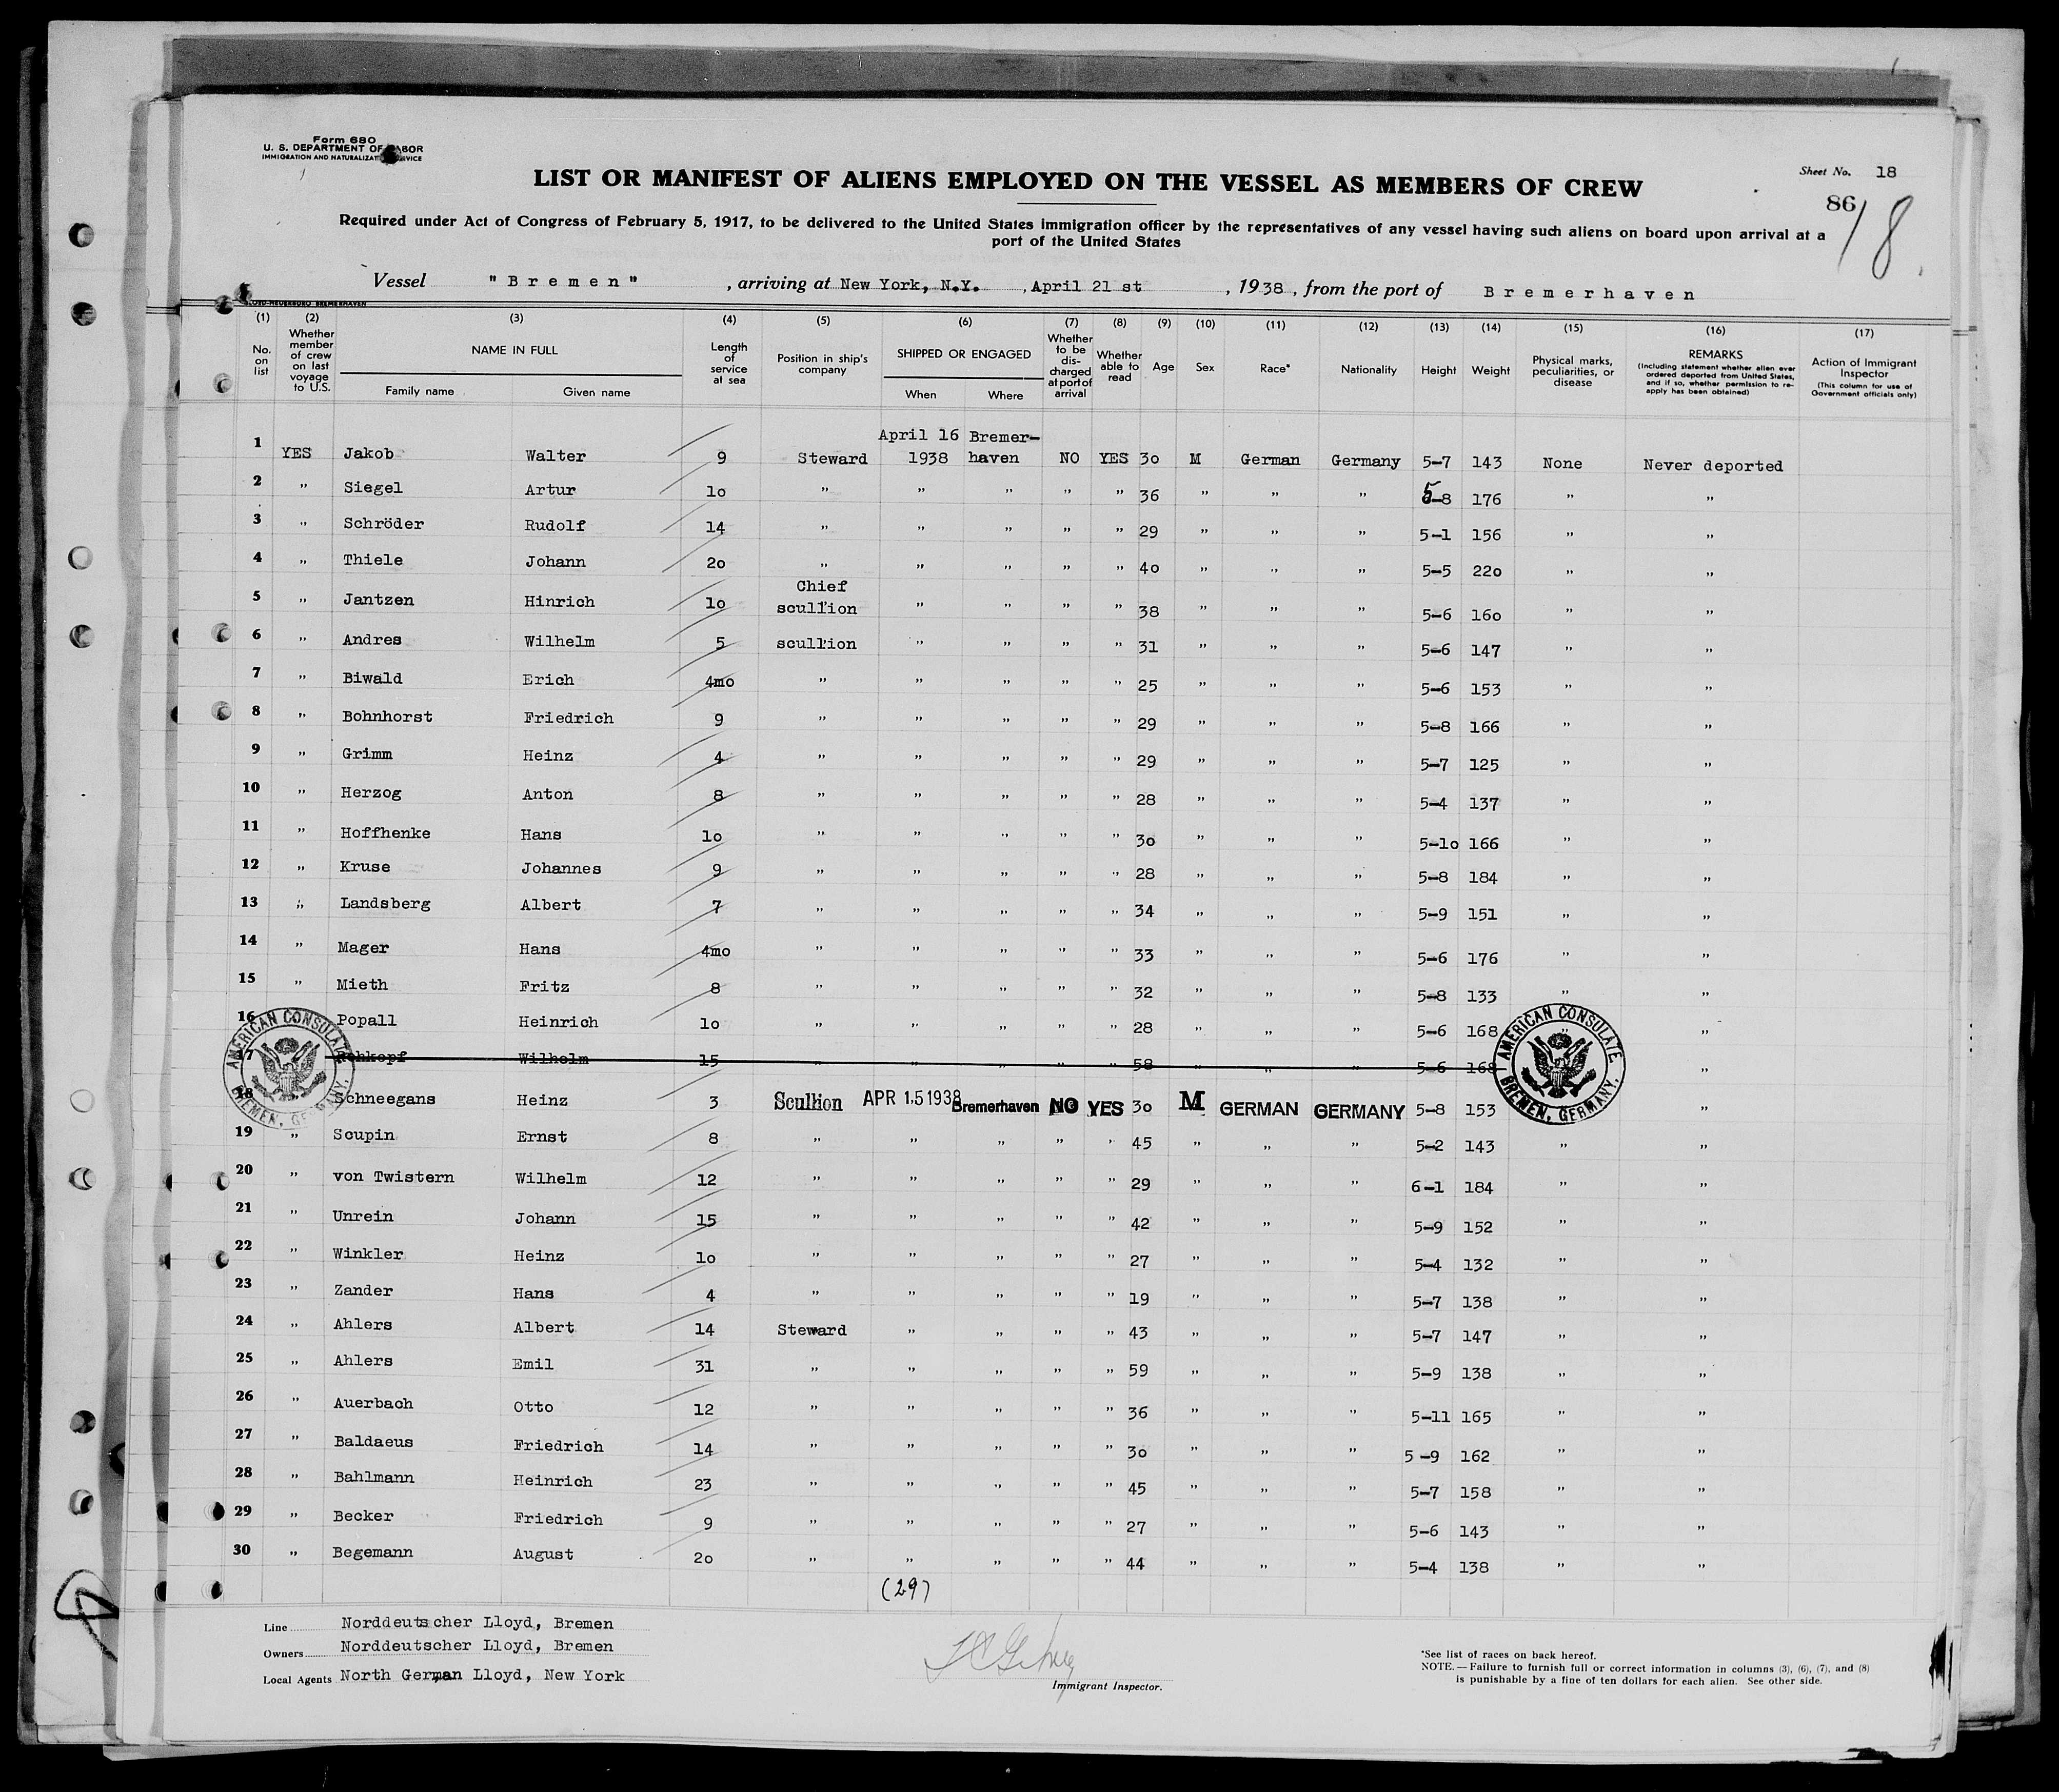 Form 680
U. S. DEPARTMENT OF LABOR
IMMIGRATION AND NATURALIZATION SERVICE
Sheet No. 18
LIST OR MANIFEST OF ALIENS EMPLOYED ON THE VESSEL AS MEMBERS OF CREW
86
18
Required under Act of Congress of February 5, 1917, to be delivered to the United States immigration officer by the representatives of any vessel having such aliens on board upon arrival at a
port of the United States
Vessel "Bremen", arriving at New York, N.Y., April 21 st, 1938, from the port of Bremerhaven
(1) (2) (3) (4) (5) (6) (7) (8) (9) (10) (11) (12) (13) (14) (15) (16) (17)
No. on list
Whether member of crew on last voyage to U.S.
NAME IN FULL
Family name Given name
Length of service at sea
Position in ship's company
SHIPPED OR ENGAGED
When Where
Whether to be discharged at port of arrival
Whether able to read
Age
Sex
Race*
Nationality
Height
Weight
Physical marks, peculiarities, or disease
REMARKS
(Including statement whether alien ever ordered deported from United States, and if so, whether permission to re-apply has been obtained)
Action of Immigrant Inspector
(This column for use of Government officials only)
1 YES Jakob Walter 9 Steward April 16 1938 Bremer-haven NO YES 3o M German Germany 5-7 143 None Never deported
2 " Siegel Artur 1o " " " " " 36 " " " 5-8 176 " "
3 " Schröder Rudolf 14 " " " " " 29 " " " 5-1 156 " "
4 " Thiele Johann 2o " " " " " 4o " " " 5-5 22o " "
5 " Jantzen Hinrich 1o Chief scullion " " " " 38 " " " 5-6 16o " "
6 " Andres Wilhelm 5 scullion " " " " 31 " " " 5-6 147 " "
7 " Biwald Erich 4mo " " " " " 25 " " " 5-6 153 " "
8 " Bohnhorst Friedrich 9 " " " " " 29 " " " 5-8 166 " "
9 " Grimm Heinz 4 " " " " " 29 " " " 5-7 125 " "
10 " Herzog Anton 8 " " " " " 28 " " " 5-4 137 " "
11 " Hoffhenke Hans 1o " " " " " 3o " " " 5-1o 166 " "
12 " Kruse Johannes 9 " " " " " 28 " " " 5-8 184 " "
13 " Landsberg Albert 7 " " " " " 34 " " " 5-9 151 " "
14 " Mager Hans 4mo " " " " " 33 " " " 5-6 176 " "
15 " Mieth Fritz 8 " " " " " 32 " " " 5-8 133 " "
16 Popall Heinrich 1o " " " " " 28 " " " 5-6 168 " "
17 Rehkopf Wilhelm 15 " " " " " 58 " " " 5-6 168 "
18 Schneegans Heinz 3 Scullion APR 15 1938 Bremerhaven NO YES 3o M GERMAN GERMANY 5-8 153 "
AMERICAN CONSULATE BREMEN, GERMANY.
AMERICAN CONSULATE BREMEN, GERMANY.
19 " Soupin Ernst 8 " " " " " 45 " " " 5-2 143 " "
20 " von Twistern Wilhelm 12 " " " " " 29 " " " 6-1 184 " "
21 " Unrein Johann 15 " " " " " 42 " " " 5-9 152 " "
22 " Winkler Heinz 1o " " " " " 27 " " " 5-4 132 " "
23 " Zander Hans 4 " " " " " 19 " " " 5-7 138 " "
24 " Ahlers Albert 14 Steward " " " " 43 " " " 5-7 147 " "
25 " Ahlers Emil 31 " " " " " 59 " " " 5-9 138 " "
26 " Auerbach Otto 12 " " " " " 36 " " " 5-11 165 " "
27 " Baldaeus Friedrich 14 " " " " " 3o " " " 5-9 162 " "
28 " Bahlmann Heinrich 23 " " " " " 45 " " " 5-7 158 " "
29 " Becker Friedrich 9 " " " " " 27 " " " 5-6 143 " "
30 " Begemann August 2o " " " " " 44 " " " 5-4 138 " "
(29)
Line Norddeutscher Lloyd, Bremen
Owners Norddeutscher Lloyd, Bremen
Local Agents North German Lloyd, New York
Immigrant Inspector.
*See list of races on back hereof.
NOTE.—Failure to furnish full or correct information in columns (3), (6), (7), and (8)
is punishable by a fine of ten dollars for each alien. See other side.